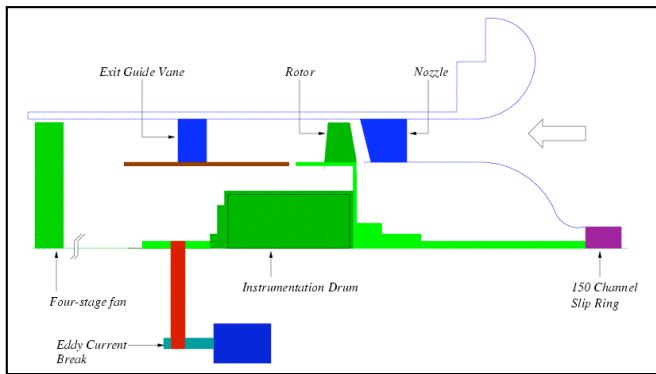 Exit Guide Vane
Rotor
Nozzle
Four-stage fan
Instrumentation Drum
150 Channel
Slip Ring
Eddy Current
Break